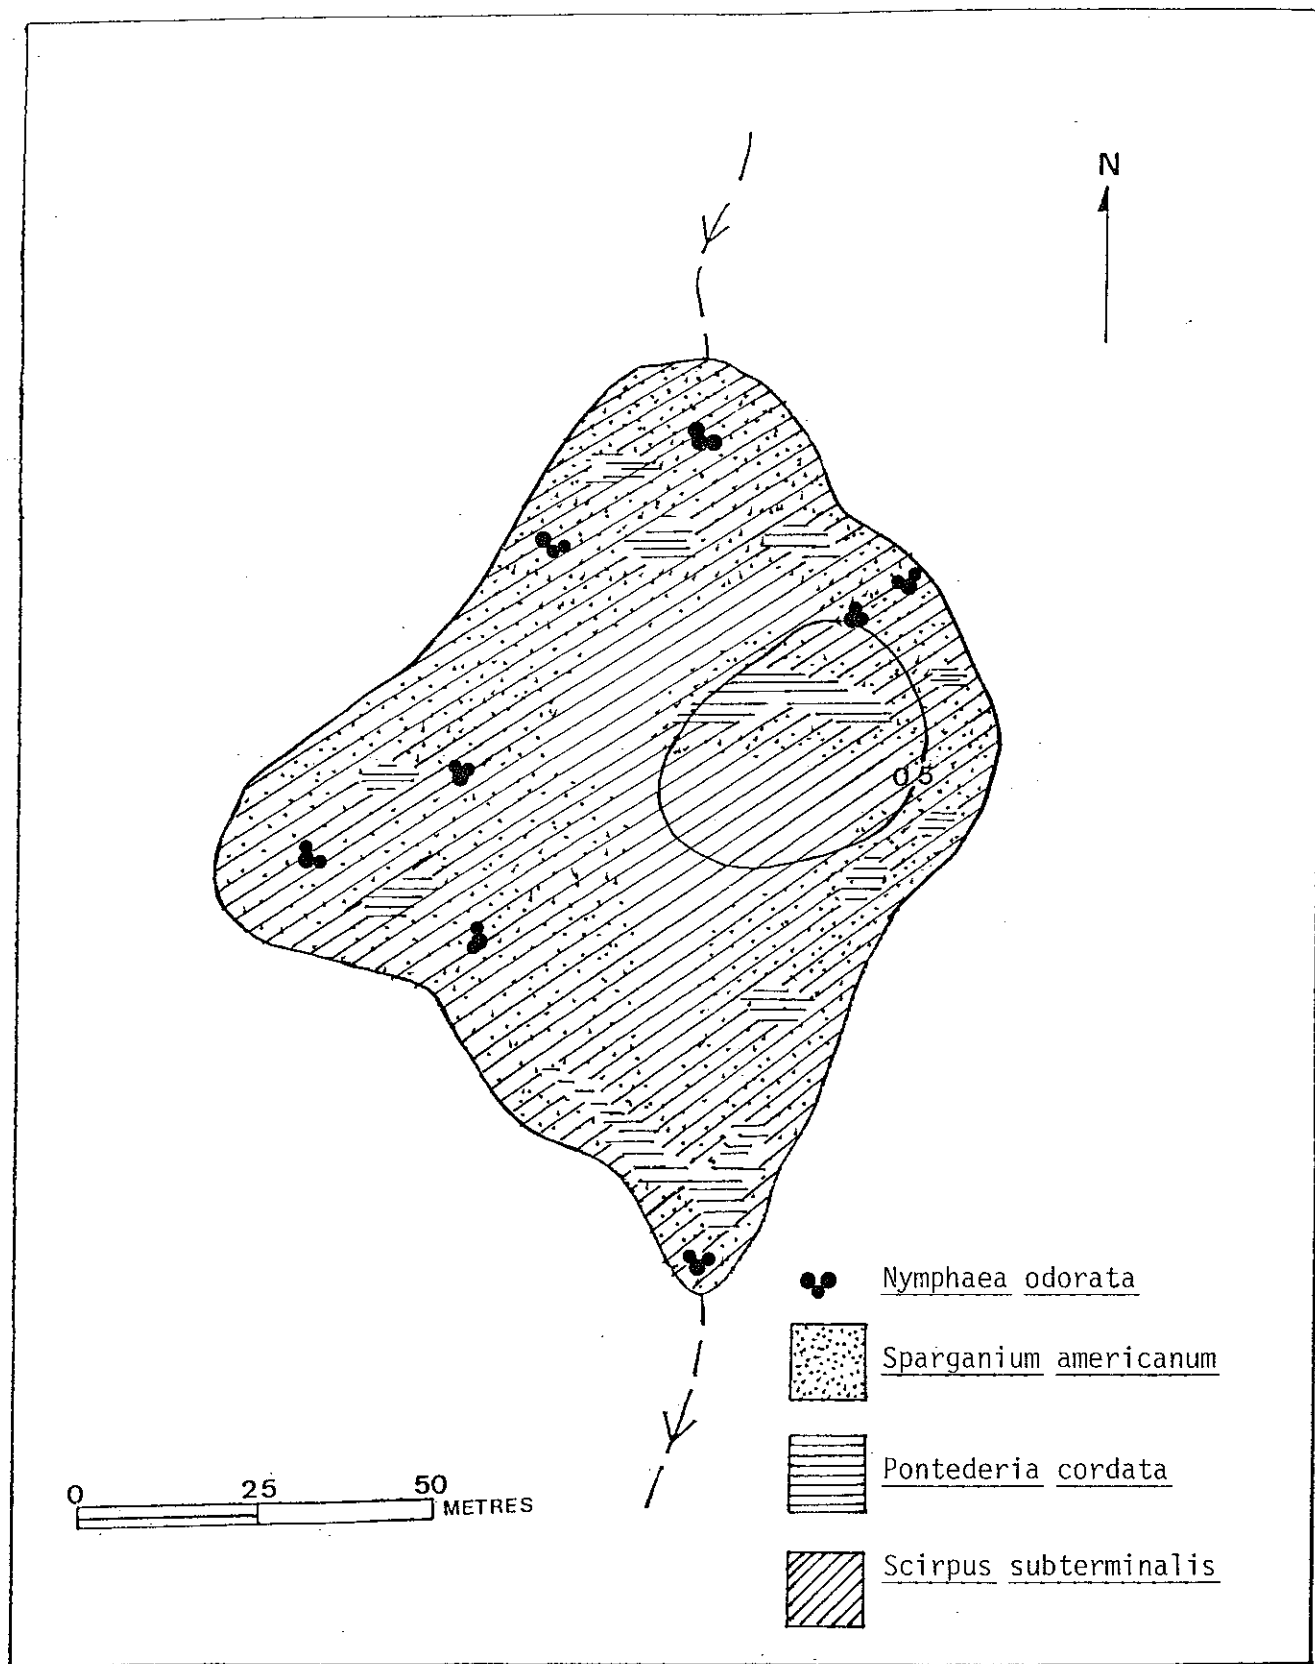 N
0.5
Nymphaea odorata
Sparganium americanum
Pontederia cordata
Scirpus subterminalis
0 25 50
METRES